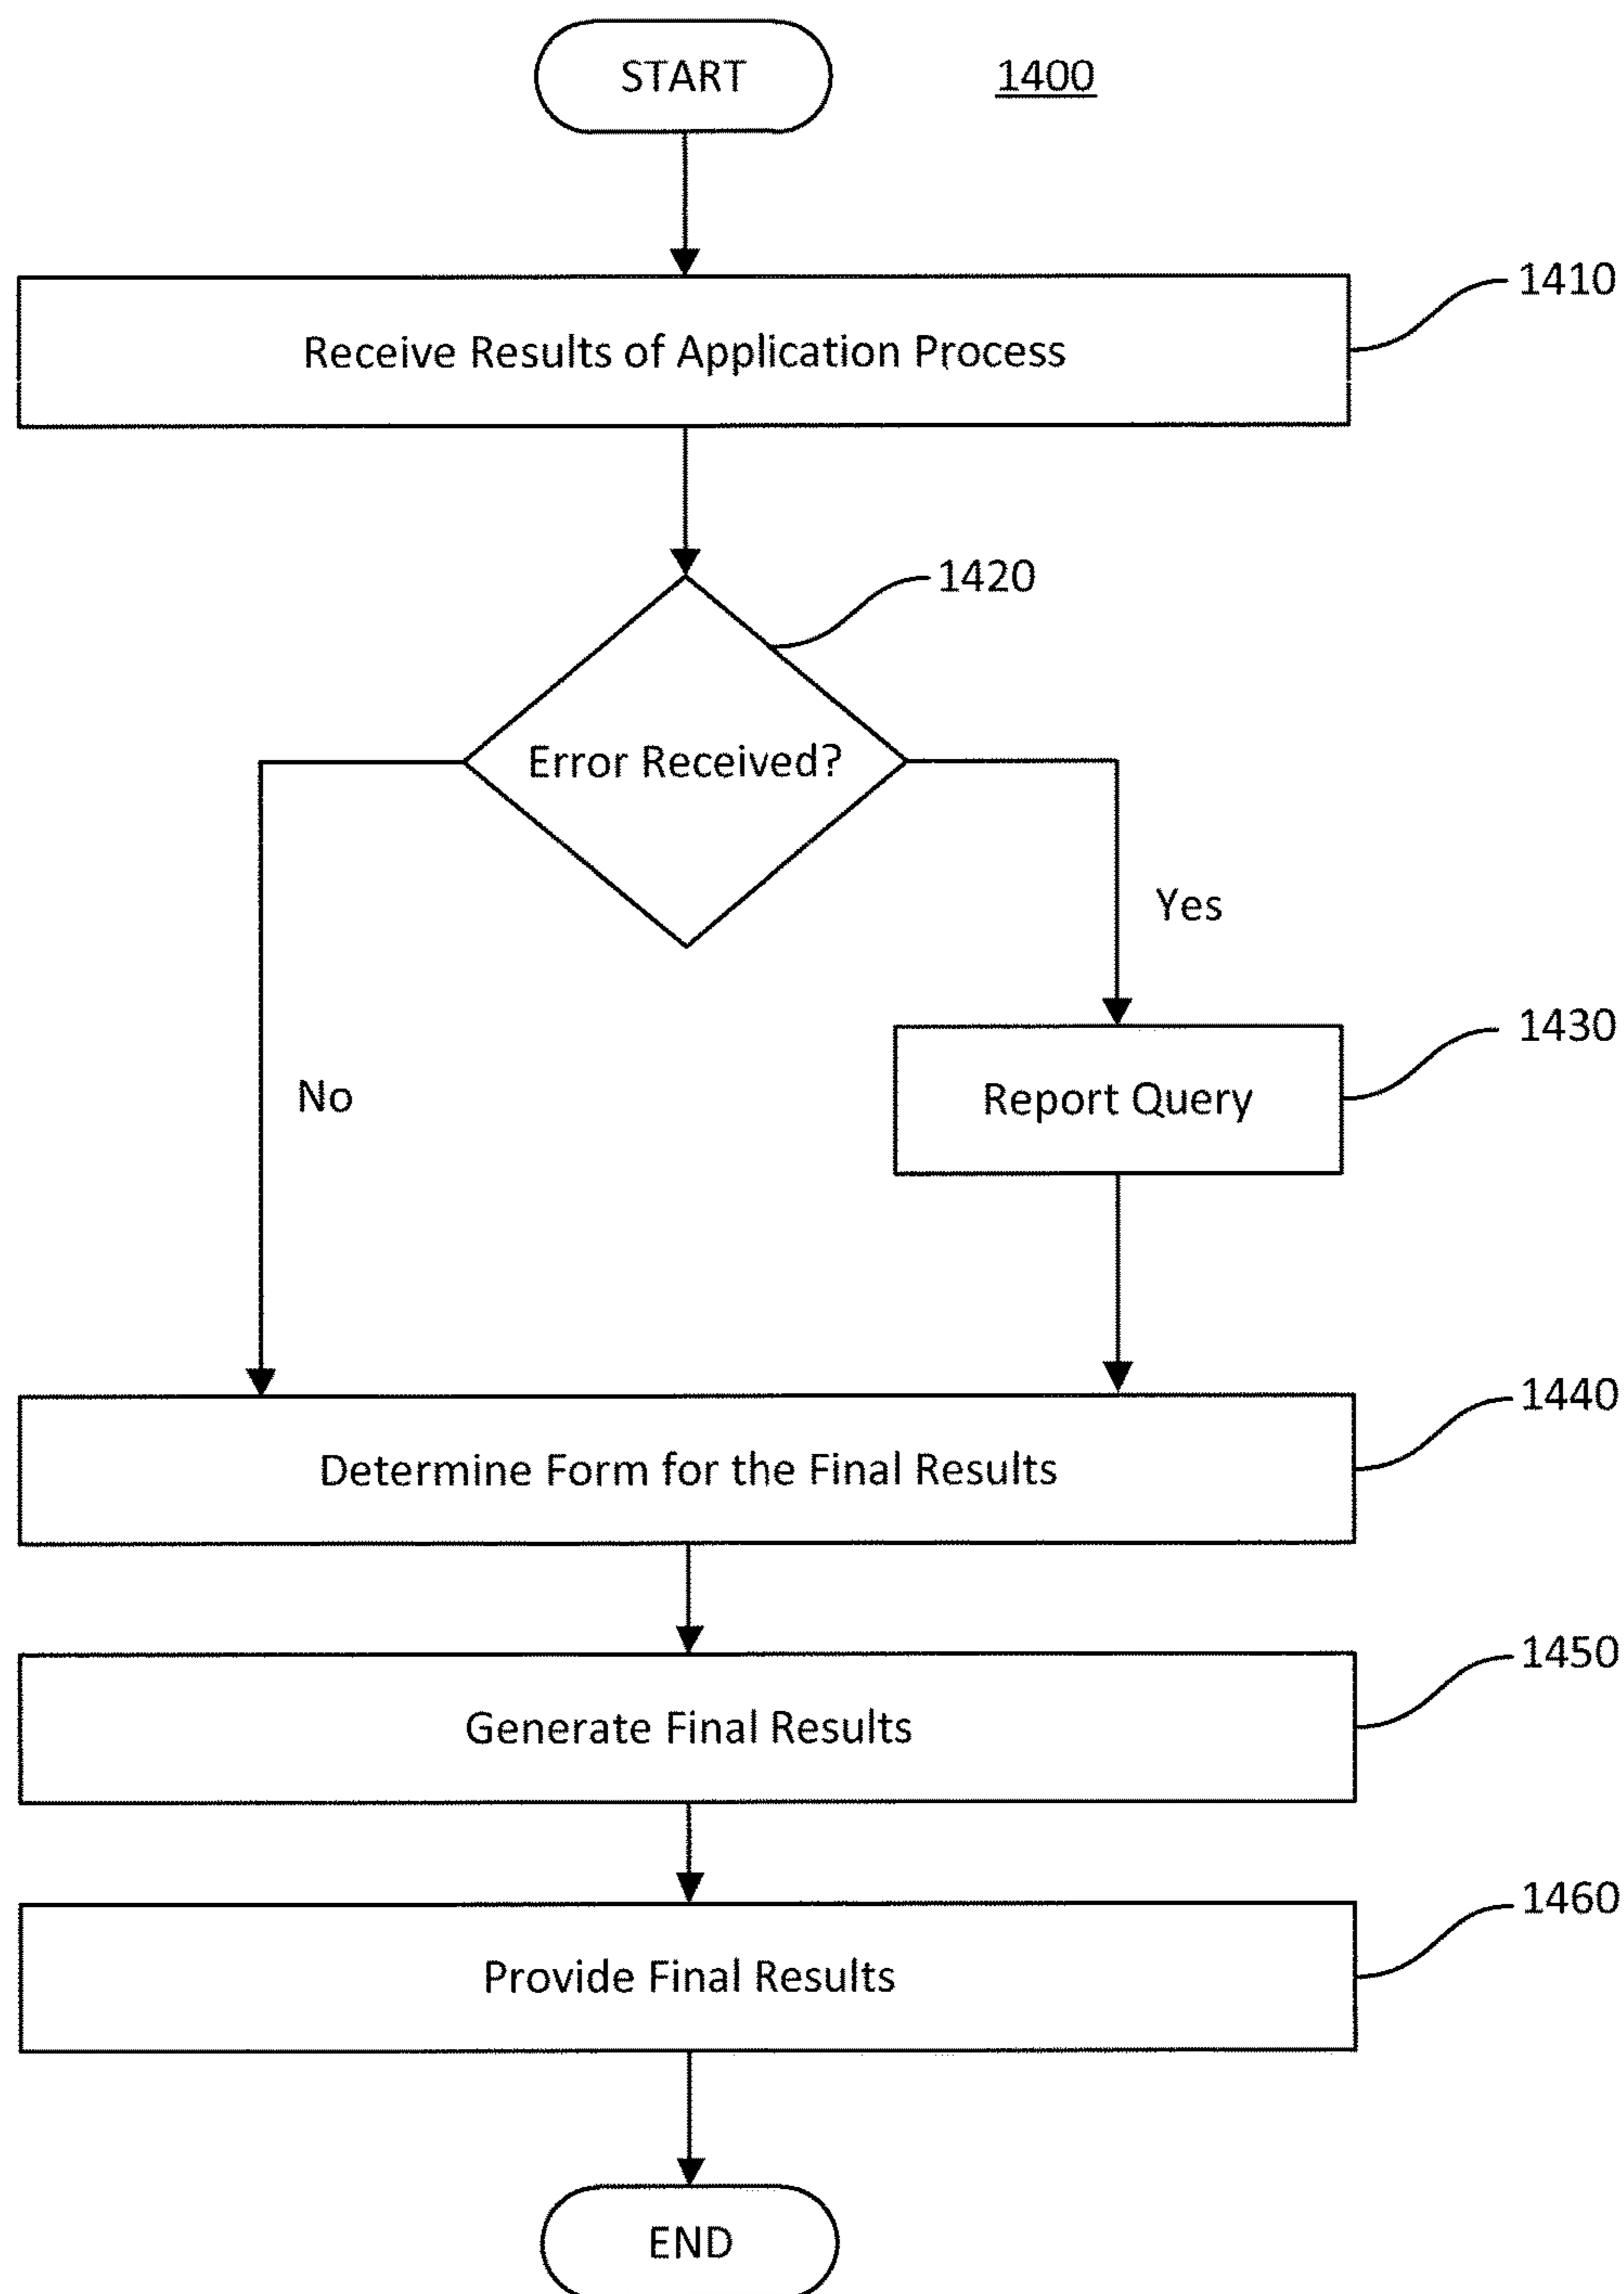 START
1400
1410
Receive Results of Application Process
1420
Error Received?
Yes
1430
No
Report Query
1440
Determine Form for the Final Results
1450
Generate Final Results
1460
Provide Final Results
END